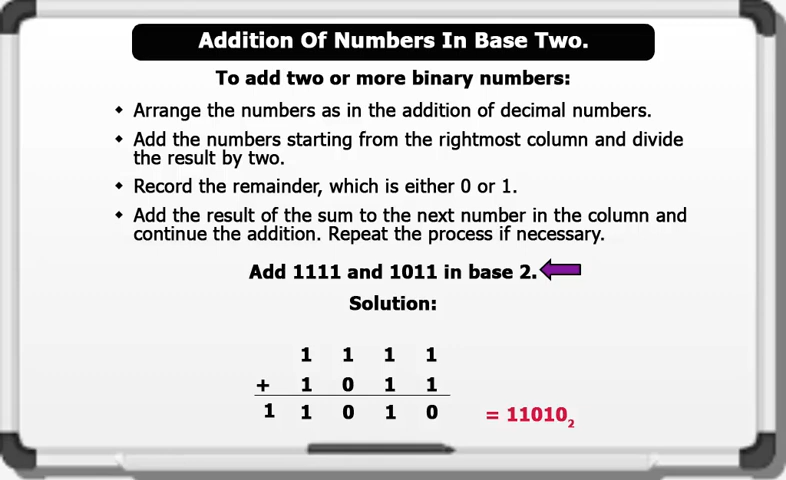 Addition Of Numbers In Base Two.
To add two or more binary numbers:
◆ Arrange the numbers as in the addition of decimal numbers.
◆ Add the numbers starting from the rightmost column and divide
the result by two.
◆ Record the remainder, which is either 0 or 1.
◆ Add the result of the sum to the next number in the column and
continue the addition. Repeat the process if necessary.
Add 1111 and 1011 in base 2.
Solution:
1 1 1 1
+ 1 0 1 1
1 1 0 1 0 = 11010₂